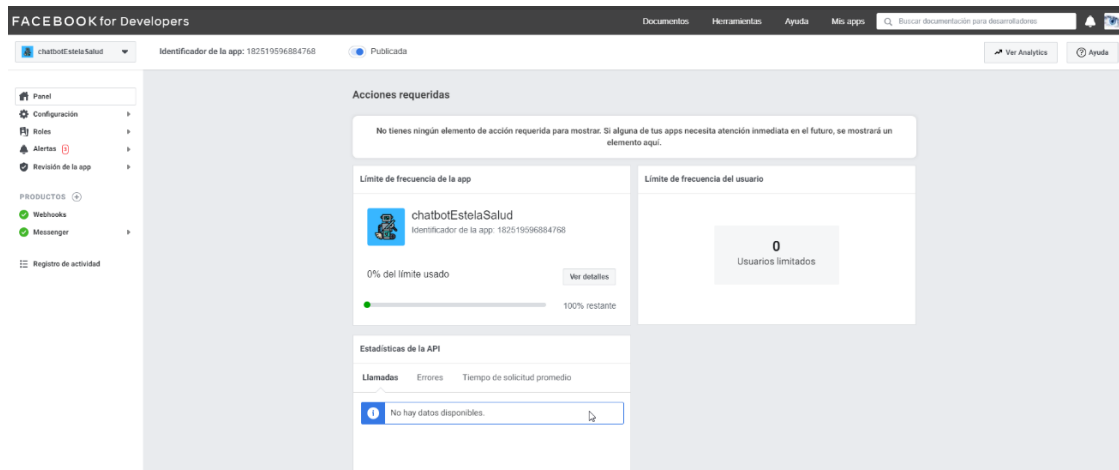 FACEBOOK for Developers
Documentos Herramientas Ayuda Mis apps Buscar documentación para desarrolladores
chatbotEstelaSalud Identificador de la app: 182519596884768 Publicada Ver Analytics Ayuda
Panel
Configuración
Roles
Alertas 3
Revisión de la app
PRODUCTOS
Webhooks
Messenger
Registro de actividad
Acciones requeridas
No tienes ningún elemento de acción requerida para mostrar. Si alguna de tus apps necesita atención inmediata en el futuro, se mostrará un
elemento aquí.
Límite de frecuencia de la app
chatbotEstelaSalud
Identificador de la app: 182519596884768
0% del límite usado Ver detalles
100% restante
Límite de frecuencia del usuario
0
Usuarios limitados
Estadísticas de la API
Llamadas Errores Tiempo de solicitud promedio
No hay datos disponibles.